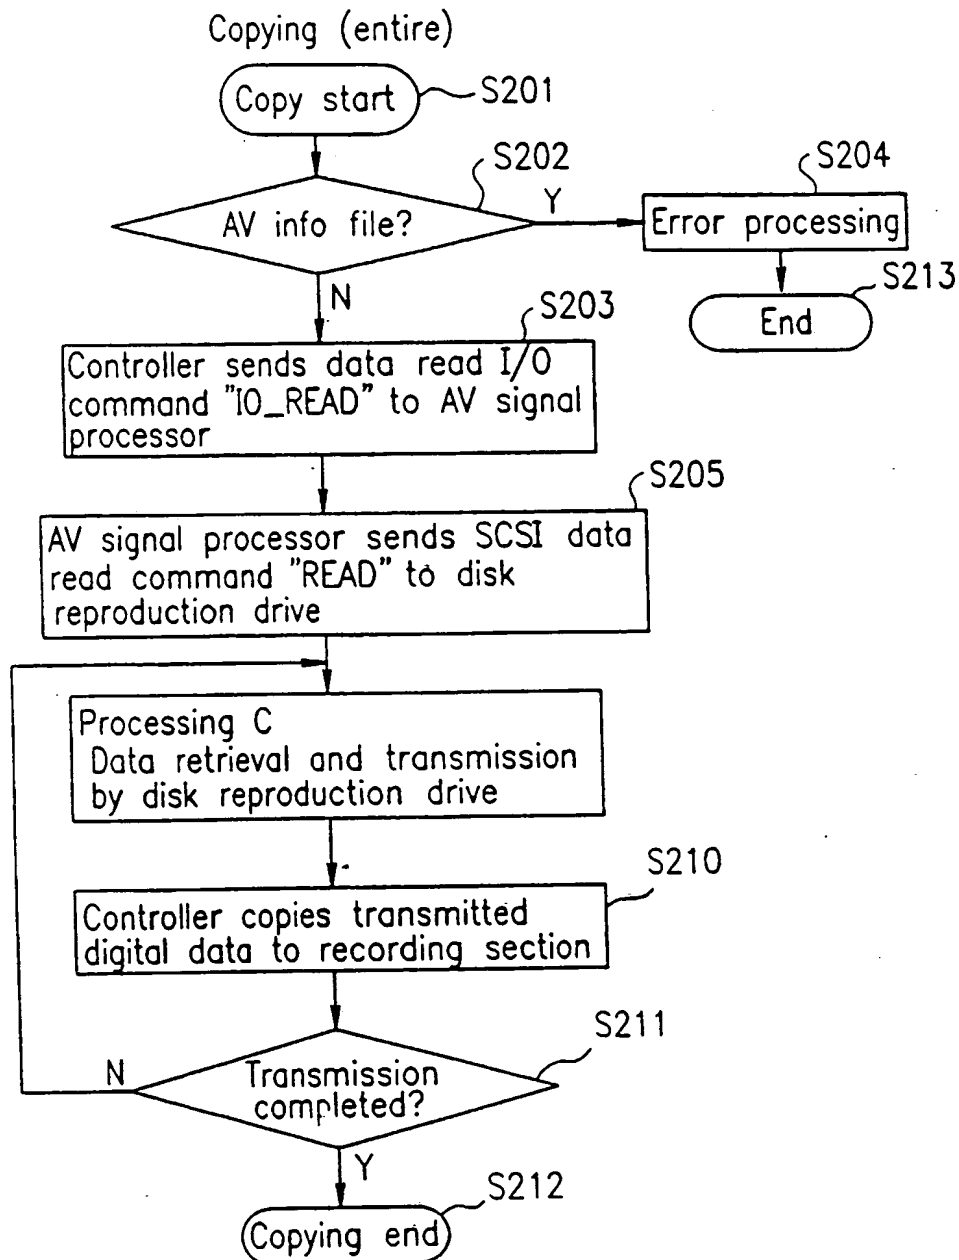 Copying (entire)
Copy start
S201
S202
AV info file?
Y
S204
Error processing
S213
End
N
S203
Controller sends data read I/O
command "IO_READ" to AV signal
processor
S205
AV signal processor sends SCSI data
read command "READ" to disk
reproduction drive
Processing C
Data retrieval and transmission
by disk reproduction drive
S210
Controller copies transmitted
digital data to recording section
S211
N
Transmission
completed?
Y
S212
Copying end